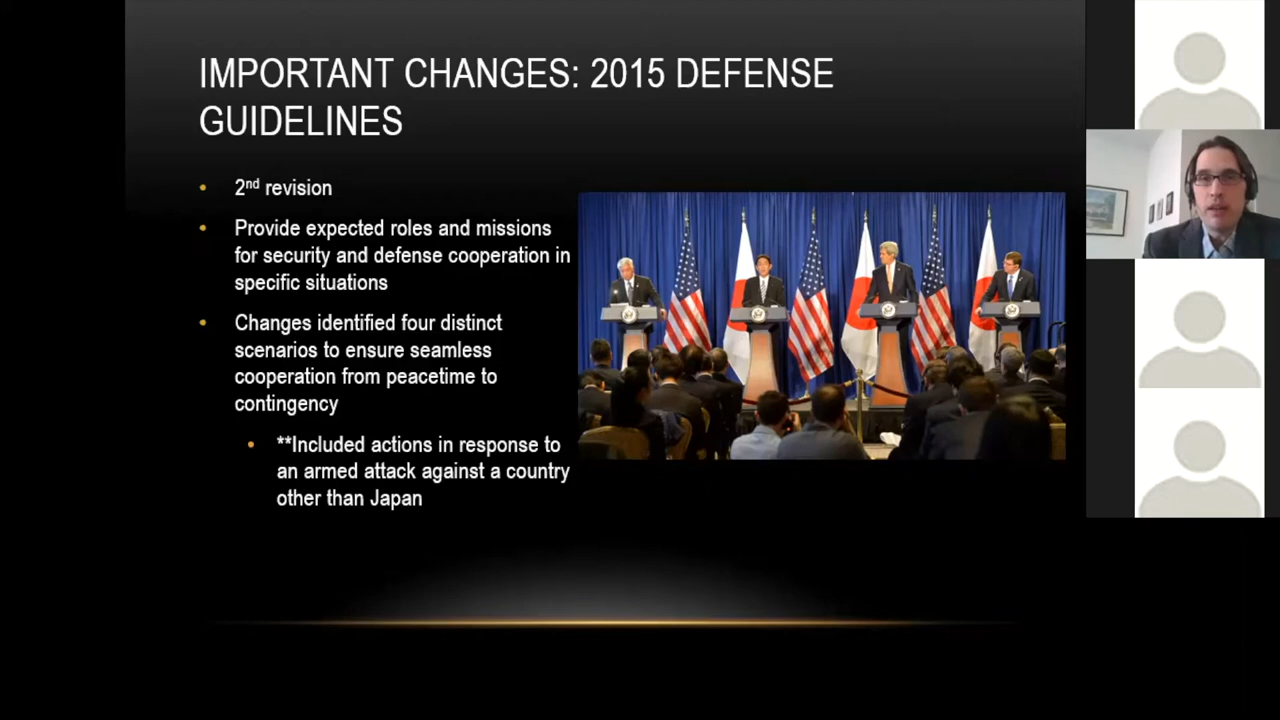 IMPORTANT CHANGES: 2015 DEFENSE
GUIDELINES
• 2nd revision
• Provide expected roles and missions
for security and defense cooperation in
specific situations
• Changes identified four distinct
scenarios to ensure seamless
cooperation from peacetime to
contingency
• **Included actions in response to
an armed attack against a country
other than Japan